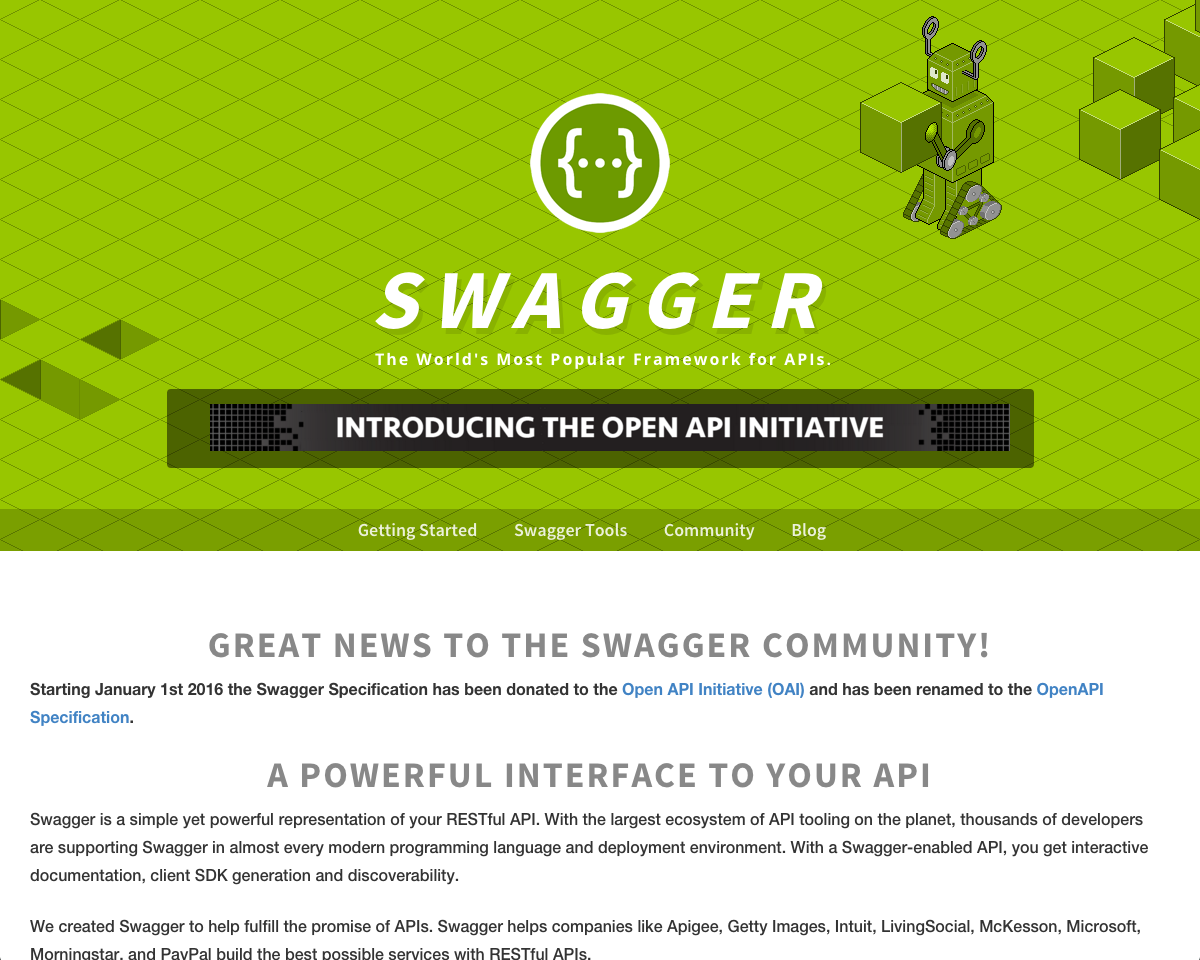 {···}
SWAGGER
The World's Most Popular Framework for APIs.
INTRODUCING THE OPEN API INITIATIVE
Getting Started Swagger Tools Community Blog
GREAT NEWS TO THE SWAGGER COMMUNITY!
Starting January 1st 2016 the Swagger Specification has been donated to the Open API Initiative (OAI) and has been renamed to the OpenAPI
Specification.
A POWERFUL INTERFACE TO YOUR API
Swagger is a simple yet powerful representation of your RESTful API. With the largest ecosystem of API tooling on the planet, thousands of developers
are supporting Swagger in almost every modern programming language and deployment environment. With a Swagger-enabled API, you get interactive
documentation, client SDK generation and discoverability.
We created Swagger to help fulfill the promise of APIs. Swagger helps companies like Apigee, Getty Images, Intuit, LivingSocial, McKesson, Microsoft,
Morningstar, and PayPal build the best possible services with RESTful APIs.